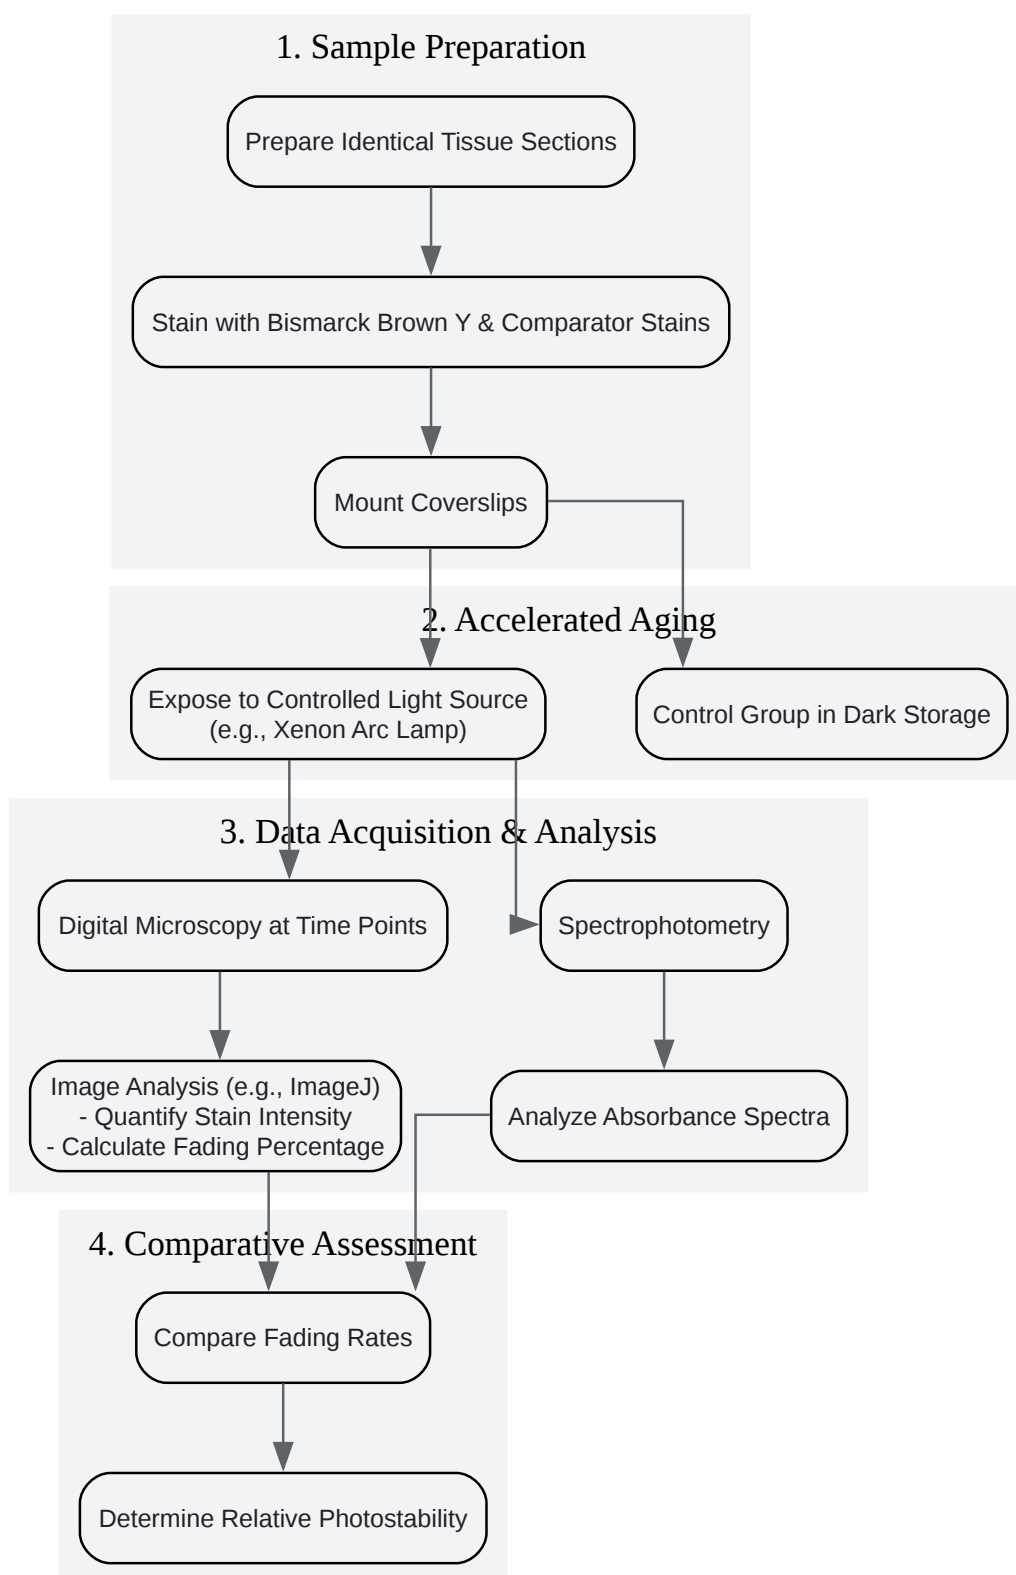 1. Sample Preparation
Prepare Identical Tissue Sections
Stain with Bismarck Brown Y & Comparator Stains
Mount Coverslips
2. Accelerated Aging
Expose to Controlled Light Source
(e.g., Xenon Arc Lamp)
Control Group in Dark Storage
3. Data Acquisition & Analysis
Digital Microscopy at Time Points
Spectrophotometry
Image Analysis (e.g., ImageJ)
- Quantify Stain Intensity
- Calculate Fading Percentage
Analyze Absorbance Spectra
4. Comparative Assessment
Compare Fading Rates
Determine Relative Photostability